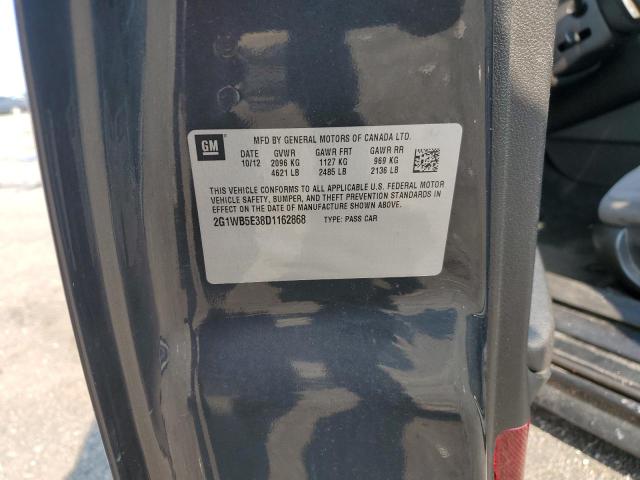 GM
MFD BY GENERAL MOTORS OF CANADA LTD.
DATE GVWR GAWR FRT GAWR RR
10/12 2096 KG 1127 KG 969 KG
4621 LB 2485 LB 2136 LB
THIS VEHICLE CONFORMS TO ALL APPLICABLE U.S. FEDERAL MOTOR
VEHICLE SAFETY, BUMPER, AND THEFT PREVENTION STANDARDS IN
EFFECT ON THE DATE OF MANUFACTURE SHOWN ABOVE.
2G1WB5E38D1162868 TYPE: PASS CAR